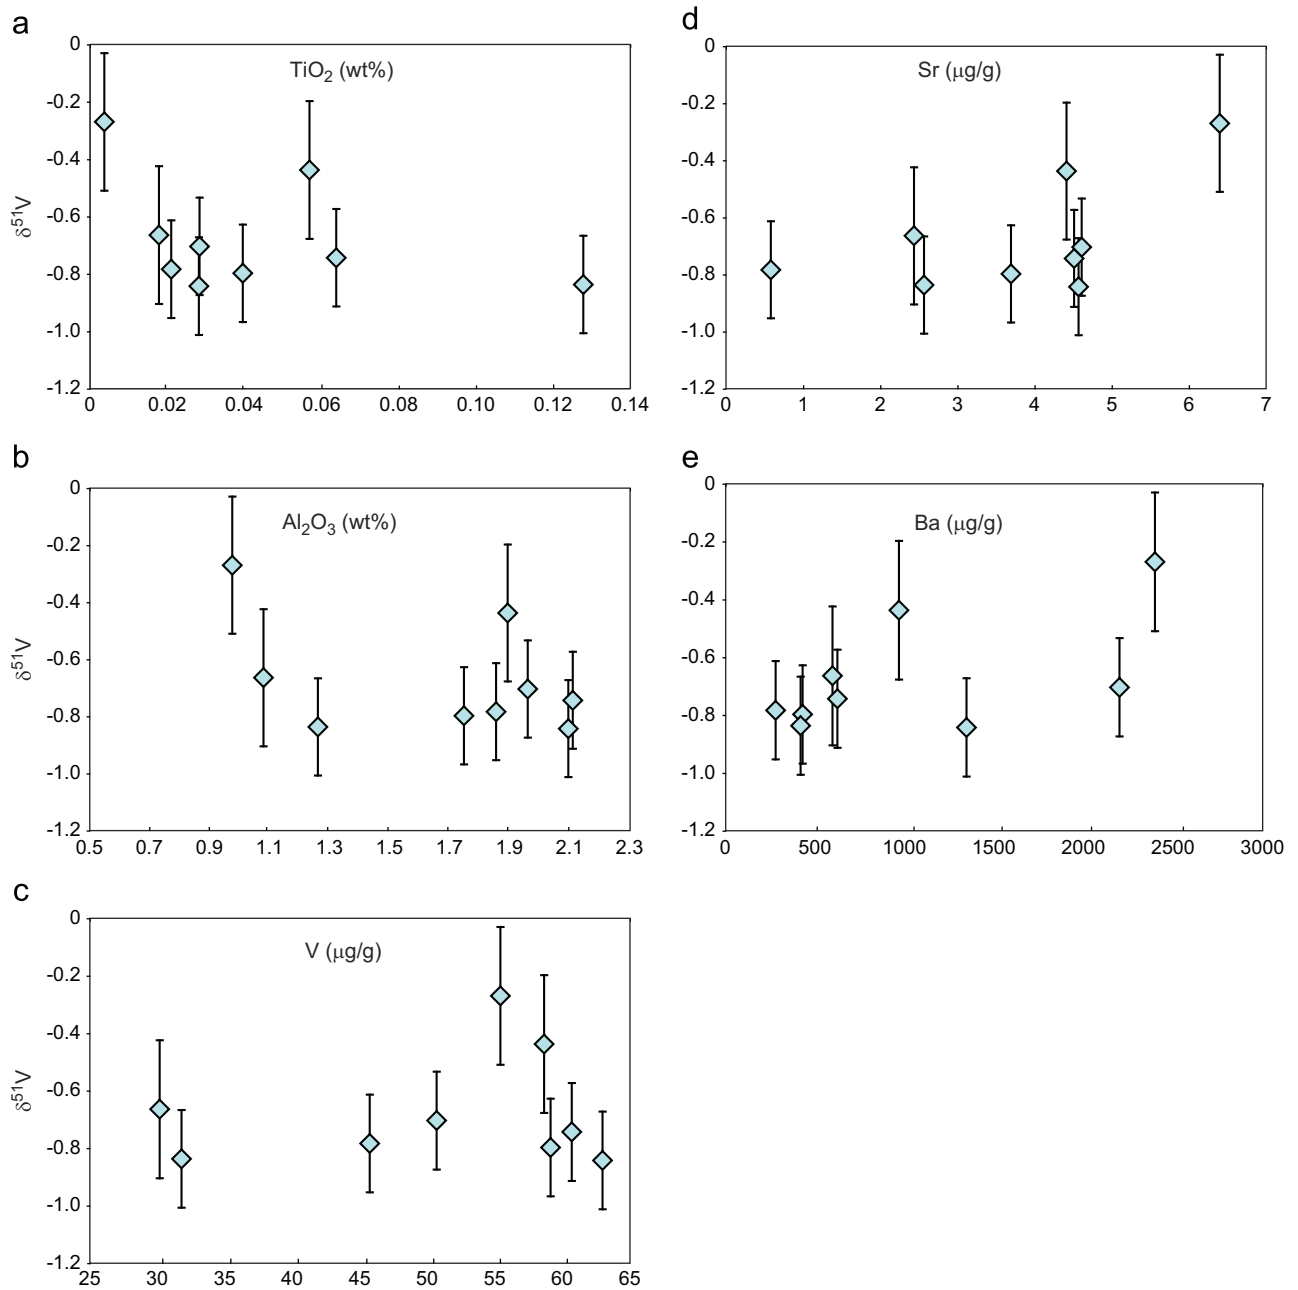 a
TiO2 (wt%)
δ51V
0
-0.2
-0.4
-0.6
-0.8
-1.0
-1.2
0 0.02 0.04 0.06 0.08 0.10 0.12 0.14
b
Al2O3 (wt%)
δ51V
0
-0.2
-0.4
-0.6
-0.8
-1.0
-1.2
0.5 0.7 0.9 1.1 1.3 1.5 1.7 1.9 2.1 2.3
c
V (μg/g)
δ51V
0
-0.2
-0.4
-0.6
-0.8
-1.0
-1.2
25 30 35 40 45 50 55 60 65
d
Sr (μg/g)
0
-0.2
-0.4
-0.6
-0.8
-1.0
-1.2
0 1 2 3 4 5 6 7
e
Ba (μg/g)
0
-0.2
-0.4
-0.6
-0.8
-1.0
-1.2
0 500 1000 1500 2000 2500 3000